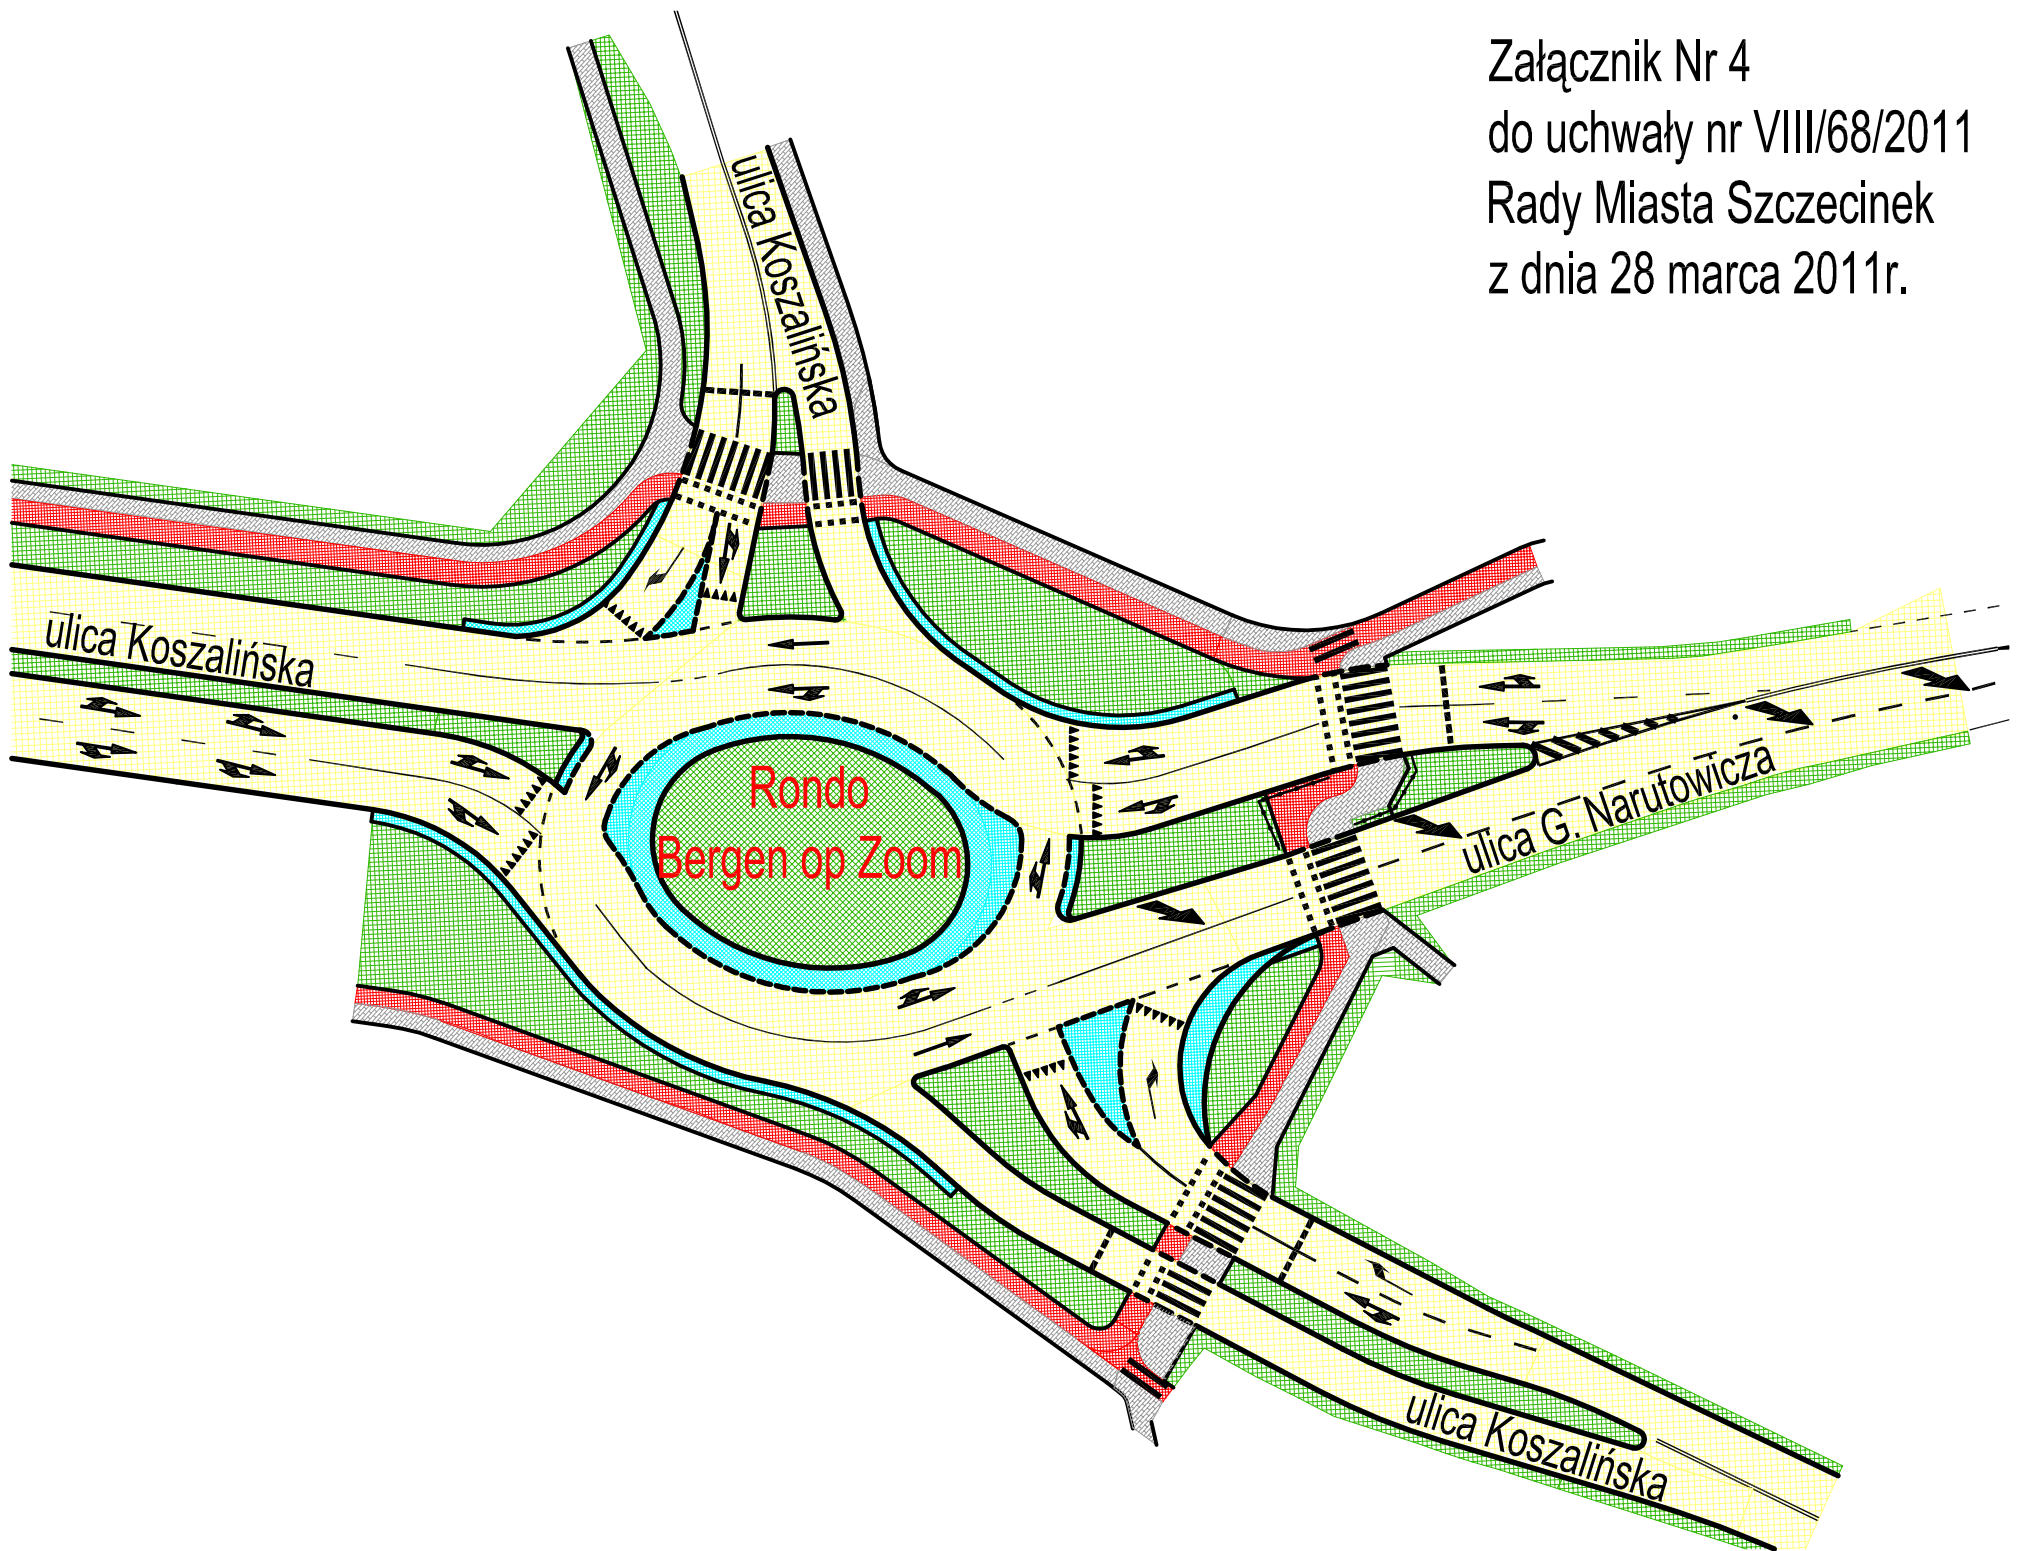 Załącznik Nr 4
do uchwały nr VIII/68/2011
Rady Miasta Szczecinek
z dnia 28 marca 2011r.
ulica Koszalińska
ulica Koszalińska
Rondo
Bergen op Zoom
ulica G. Narutowicza
ulica Koszalińska